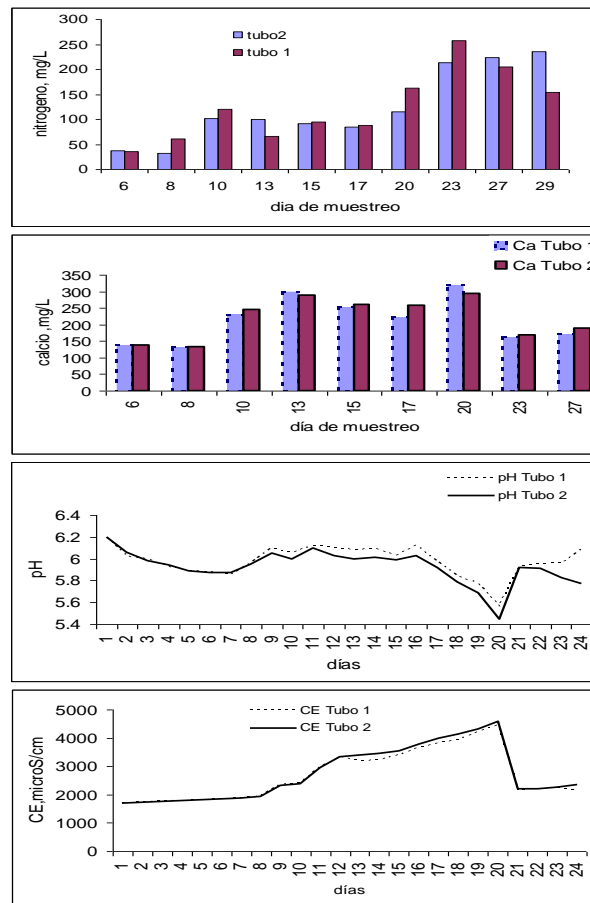 300
250
200
150
100
50
0
nitrogeno, mg/L
tubo2
tubo 1
6 8 10 13 15 17 20 23 27 29
dia de muestreo
Ca Tubo 1
Ca Tubo 2
350
300
250
200
150
100
50
0
calcio ,mg/L
6 8 10 13 15 17 20 23 27
día de muestreo
pH Tubo 1
pH Tubo 2
6.4
6.2
6
5.8
5.6
5.4
pH
1 2 3 4 5 6 7 8 9 10 11 12 13 14 15 16 17 18 19 20 21 22 23 24
días
CE Tubo 1
CE Tubo 2
5000
4000
3000
2000
1000
0
CE,microS/cm
1 2 3 4 5 6 7 8 9 10 11 12 13 14 15 16 17 18 19 20 21 22 23 24
días